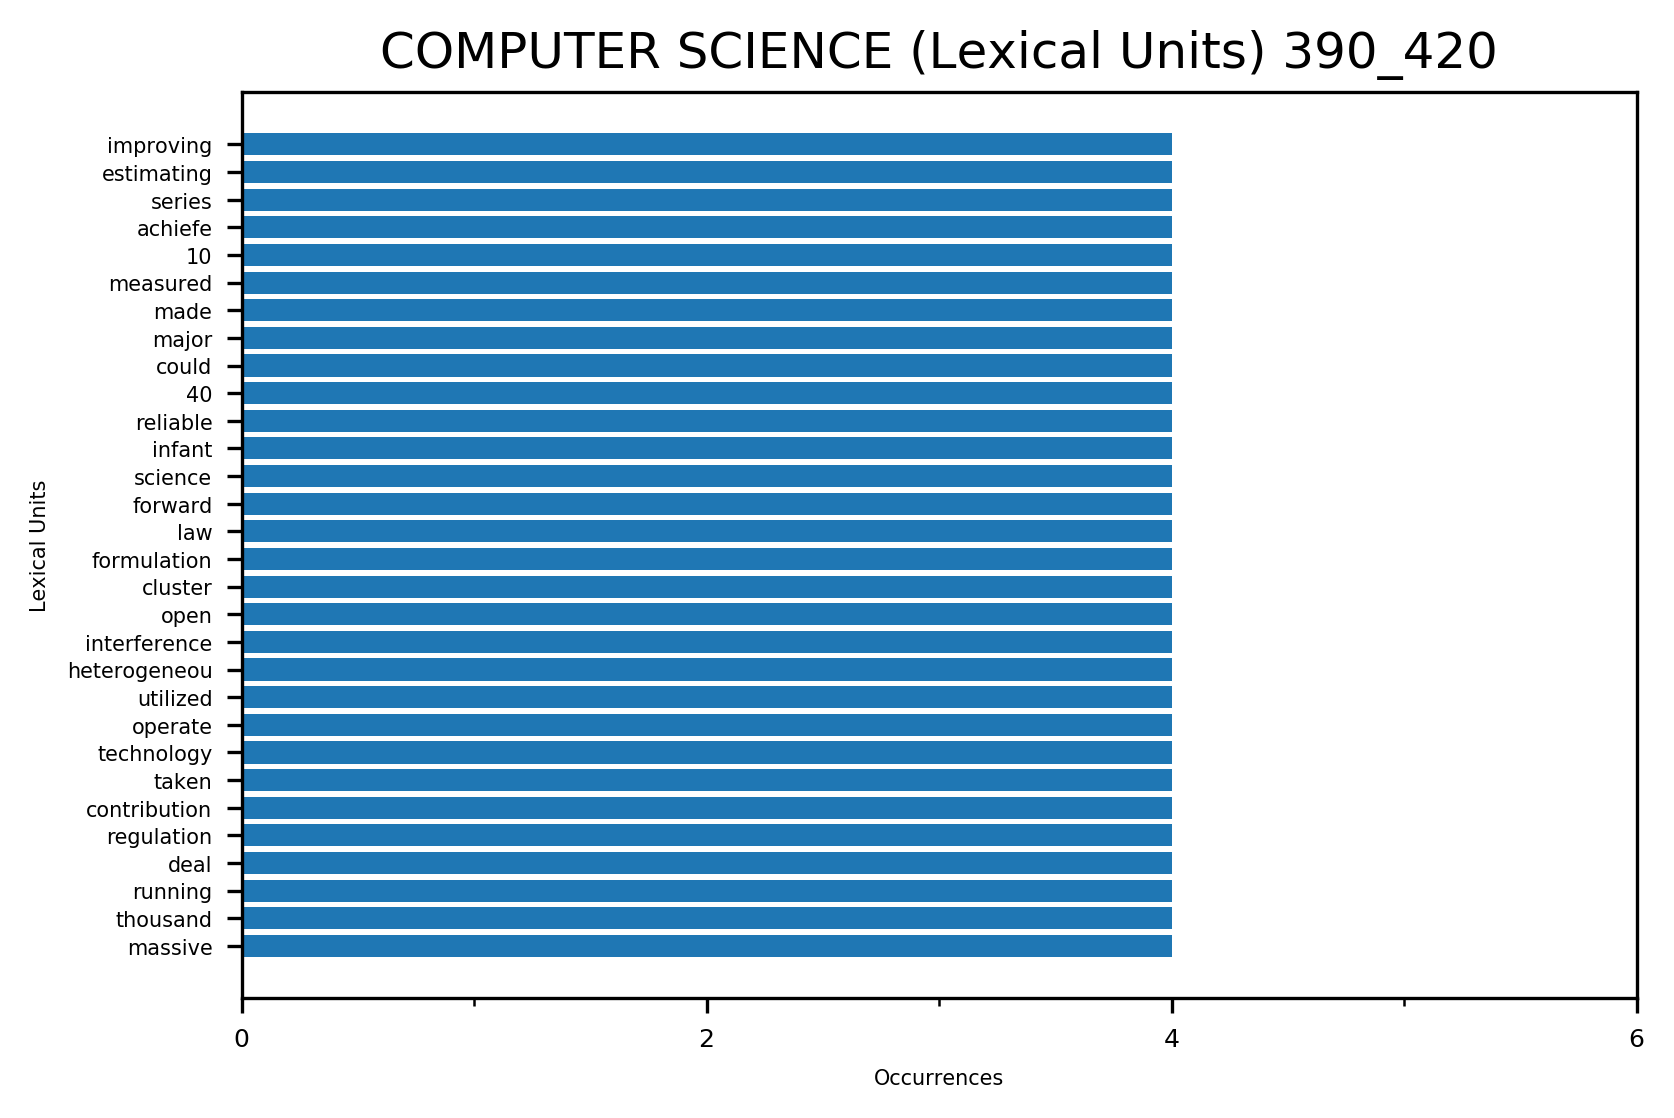 COMPUTER SCIENCE (Lexical Units) 390_420
improving
estimating
series
achiefe
10
measured
made
major
could
40
reliable
infant
science
forward
law
formulation
cluster
open
interference
heterogeneou
utilized
operate
technology
taken
contribution
regulation
deal
running
thousand
massive
Lexical Units
0 2 4 6
Occurrences